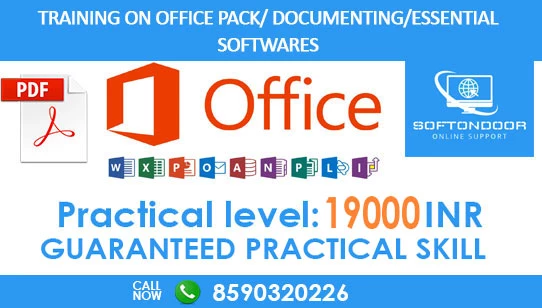 TRAINING ON OFFICE PACK/ DOCUMENTING/ESSENTIAL
SOFTWARES
PDF
Office
SOFTONDOOR
ONLINE SUPPORT
W X P O A N P L I
Practical level: 19000 INR
GUARANTEED PRACTICAL SKILL
CALL
NOW
8590320226